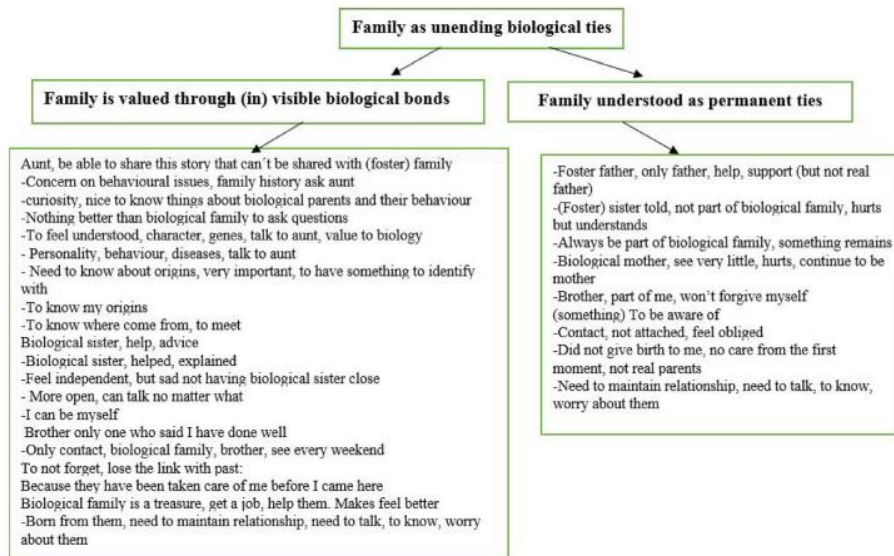 Family as unending biological ties
Family is valued through (in) visible biological bonds
Family understood as permanent ties
Aunt, be able to share this story that can´t be shared with (foster) family
-Concern on behavioural issues, family history ask aunt
-curiosity, nice to know things about biological parents and their behaviour
-Nothing better than biological family to ask questions
-To feel understood, character, genes, talk to aunt, value to biology
- Personality, behaviour, diseases, talk to aunt
- Need to know about origins, very important, to have something to identify
with
-To know my origins
-To know where come from, to meet
Biological sister, help, advice
-Biological sister, helped, explained
-Feel independent, but sad not having biological sister close
- More open, can talk no matter what
-I can be myself
Brother only one who said I have done well
-Only contact, biological family, brother, see every weekend
To not forget, lose the link with past:
Because they have been taken care of me before I came here
Biological family is a treasure, get a job, help them. Makes feel better
-Born from them, need to maintain relationship, need to talk, to know, worry
about them
-Foster father, only father, help, support (but not real
father)
-(Foster) sister told, not part of biological family, hurts
but understands
-Always be part of biological family, something remains
-Biological mother, see very little, hurts, continue to be
mother
-Brother, part of me, won´t forgive myself
(something) To be aware of
-Contact, not attached, feel obliged
-Did not give birth to me, no care from the first
moment, not real parents
-Need to maintain relationship, need to talk, to know,
worry about them